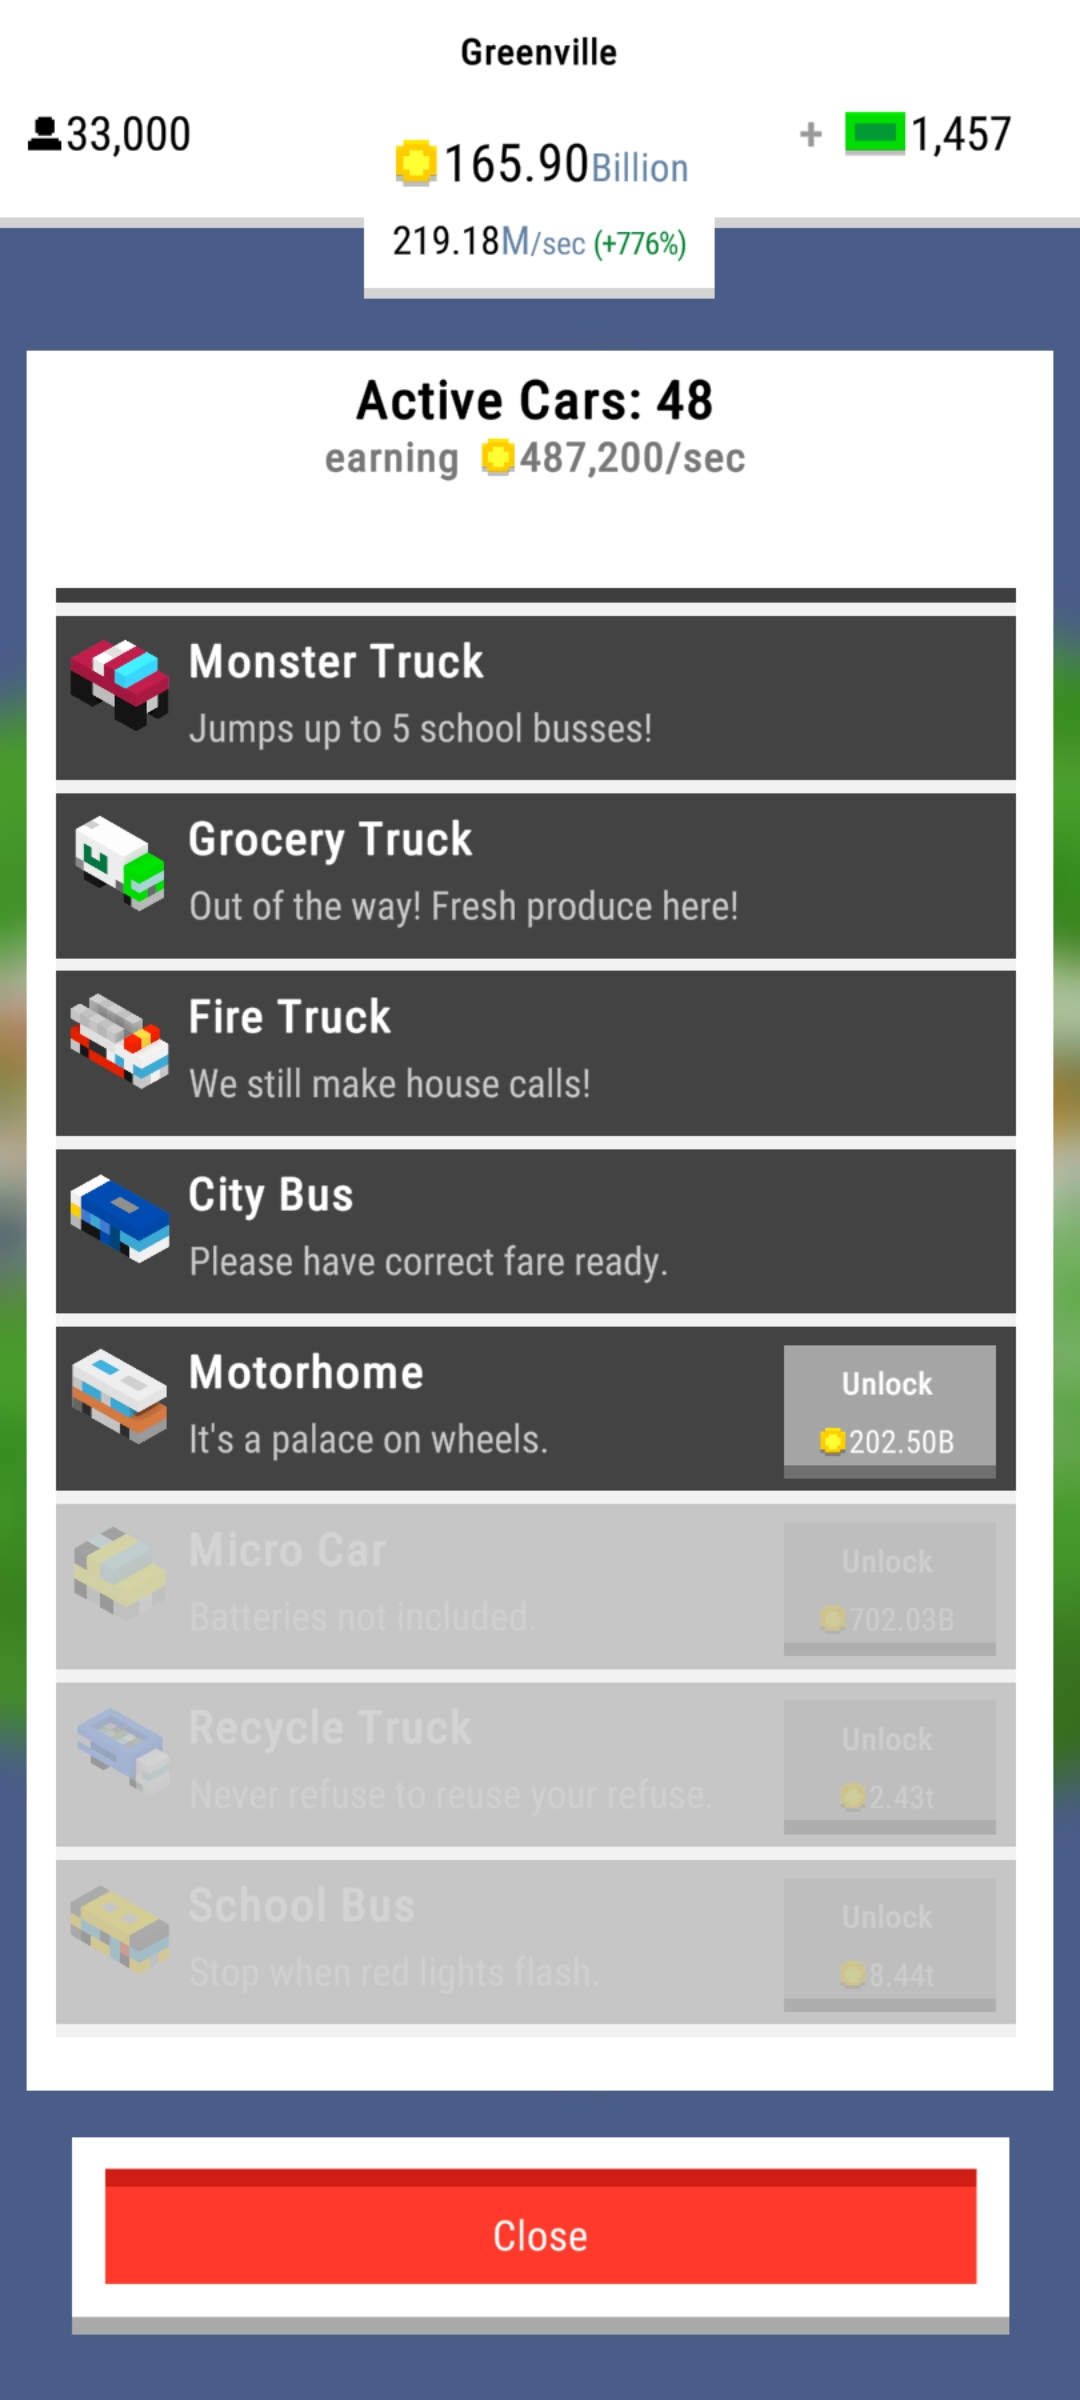 Greenville
33,000
165.90Billion
+ 1,457
219.18M/sec (+776%)
Active Cars: 48
earning 487,200/sec
Monster Truck
Jumps up to 5 school busses!
Grocery Truck
Out of the way! Fresh produce here!
Fire Truck
We still make house calls!
City Bus
Please have correct fare ready.
Motorhome
It's a palace on wheels.
Unlock
202.50B
Micro Car
Batteries not included.
Unlock
702.03B
Recycle Truck
Never refuse to reuse your refuse.
Unlock
2.43t
School Bus
Stop when red lights flash.
Unlock
8.44t
Close